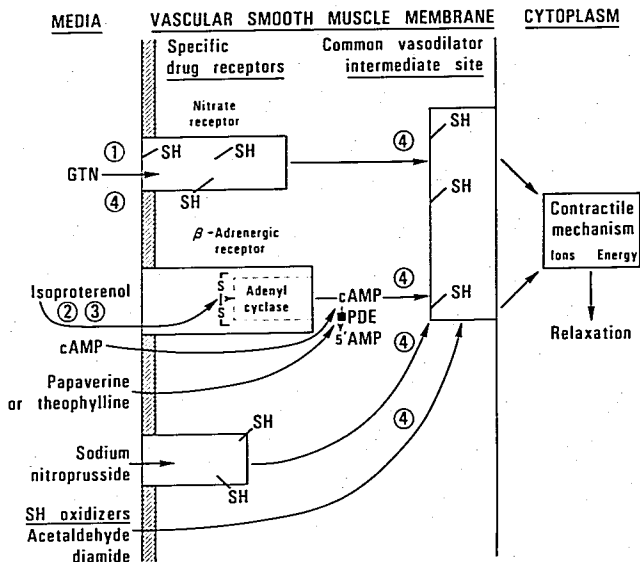 MEDIA
VASCULAR SMOOTH MUSCLE MEMBRANE
CYTOPLASM
Specific
drug receptors
Common vasodilator
intermediate site
Nitrate
receptor
①
SH
SH
SH
GTN
④
④
SH
SH
SH
β-Adrenergic
receptor
Isoproterenol
② ③
S
S
Adenyl
cyclase
cAMP
④
PDE
5'AMP
④
cAMP
Papaverine
or theophylline
Contractile
mechanism
Ions Energy
Relaxation
④
Sodium
nitroprusside
SH
SH
SH oxidizers
Acetaldehyde
diamide